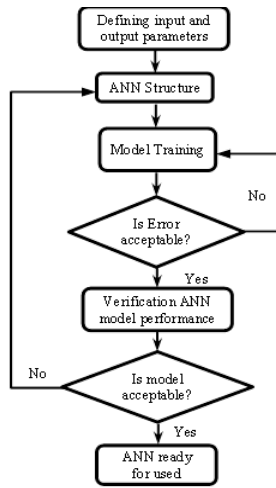 Defining input and
output parameters
ANN Structure
Model Training
No
Is Error
acceptable?
Yes
Verification ANN
model performance
No
Is model
acceptable?
Yes
ANN ready
for used